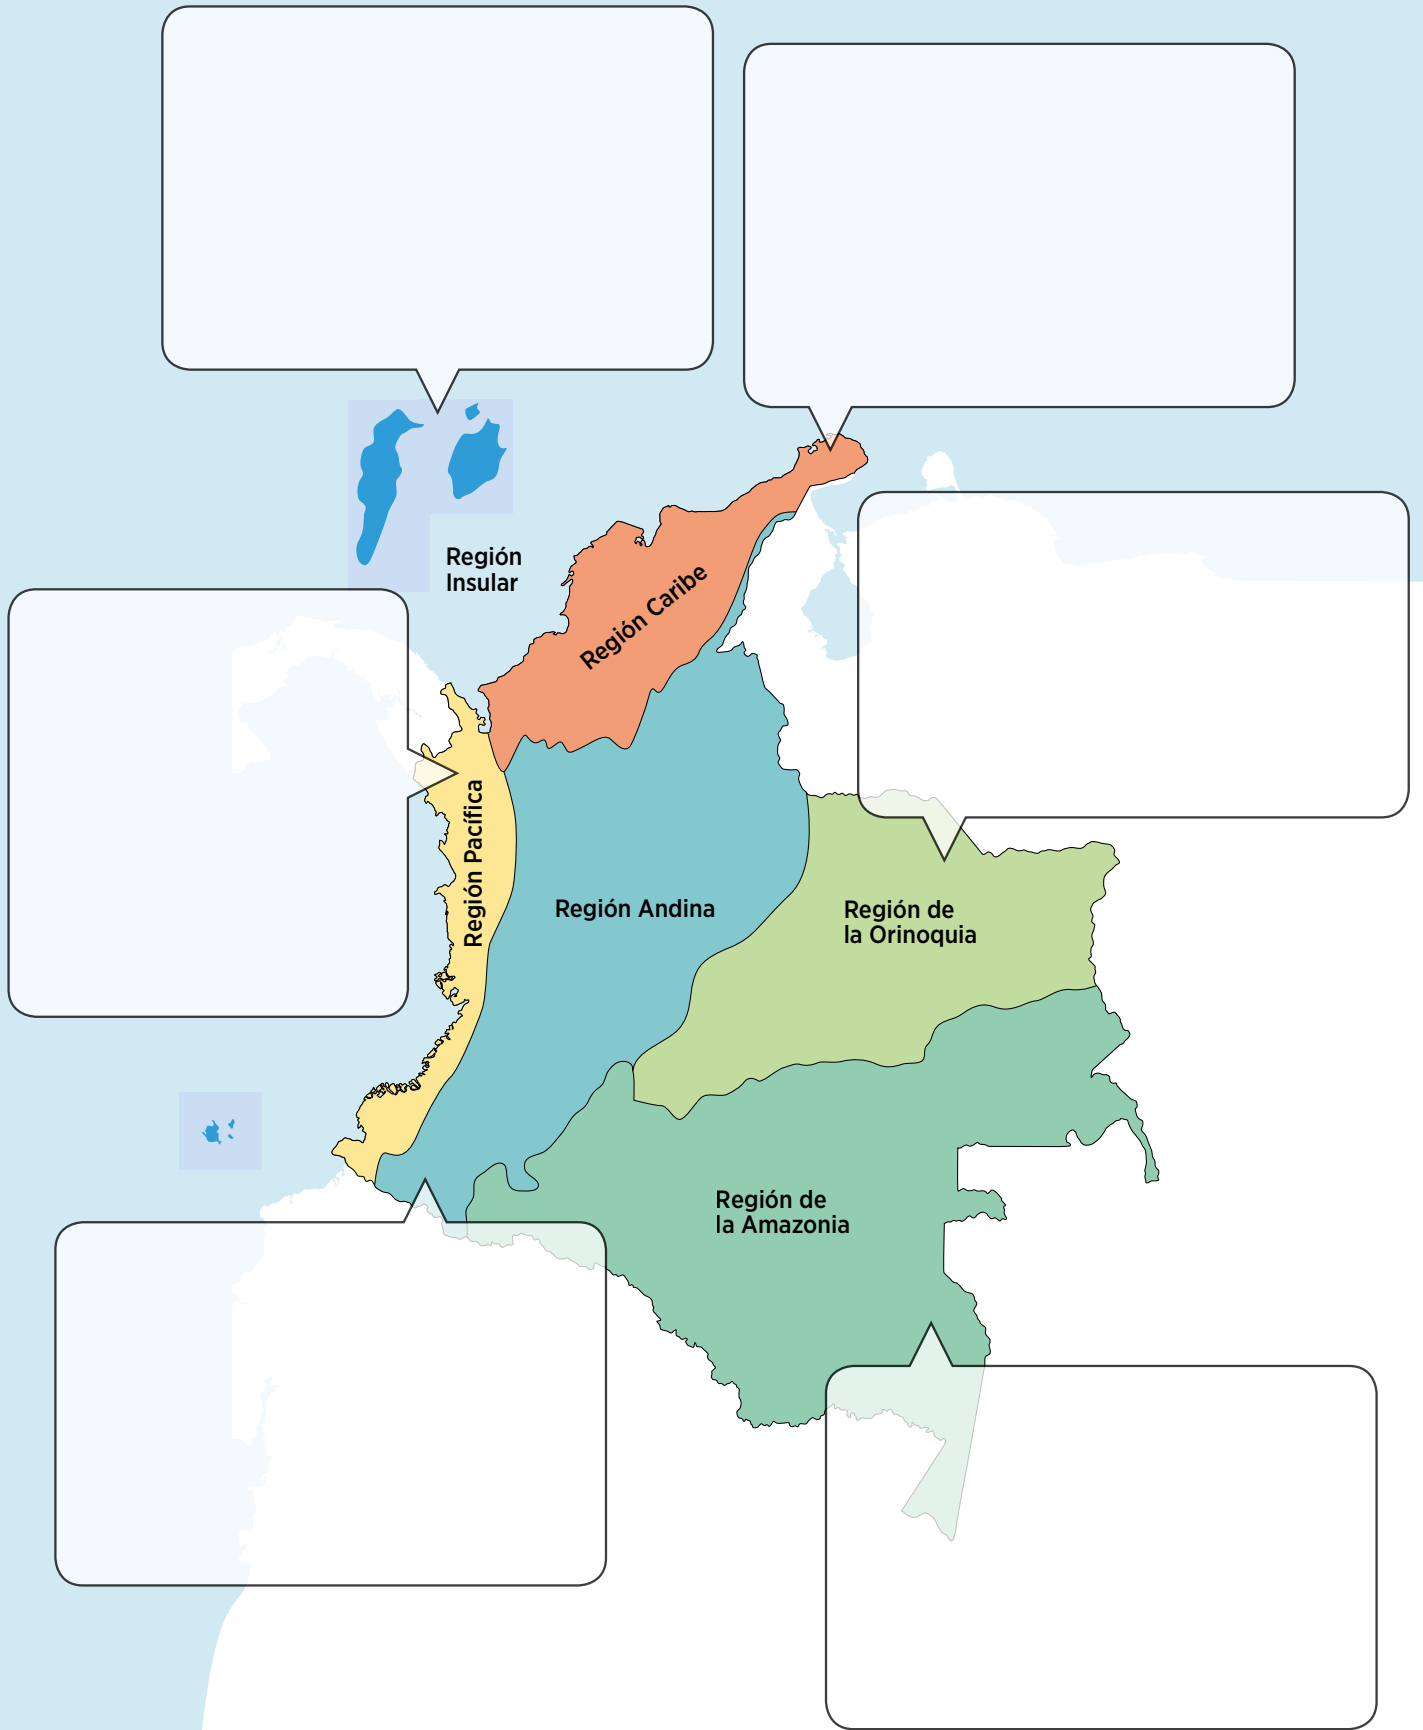 Región
Insular
Región Caribe
Región Pacífica
Región Andina
Región de
la Orinoquia
Región de
la Amazonia